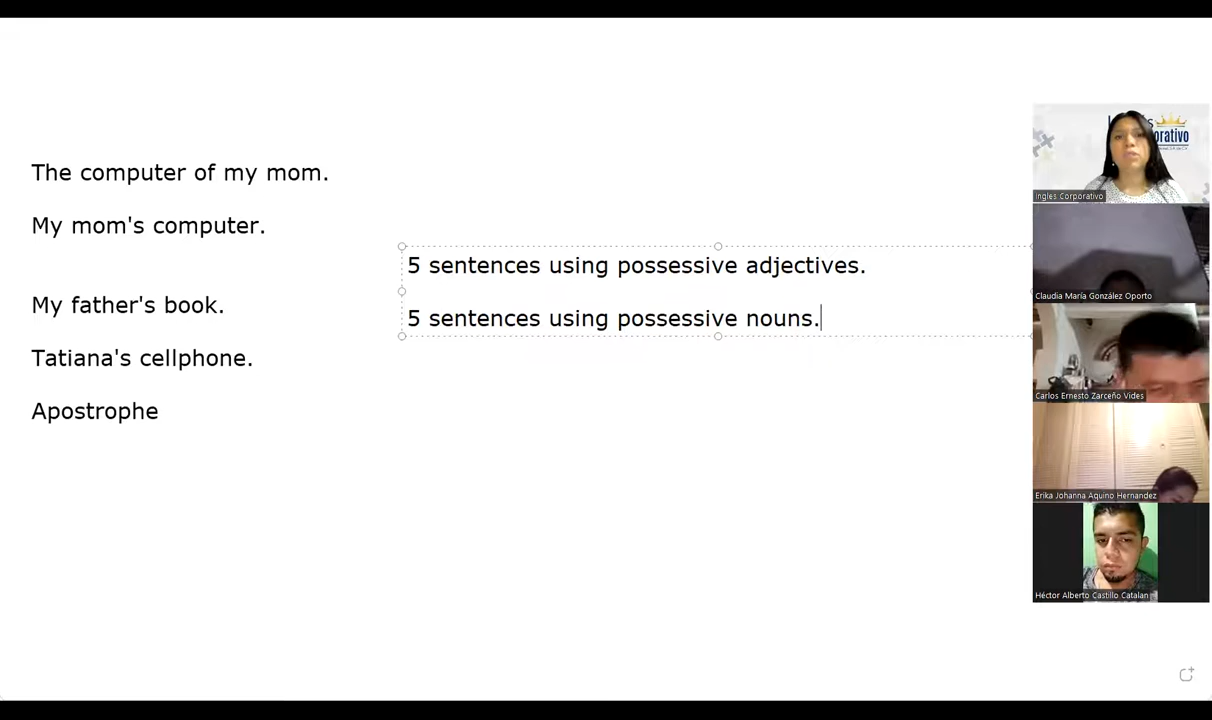 The computer of my mom.
My mom's computer.
My father's book.
Tatiana's cellphone.
Apostrophe
5 sentences using possessive adjectives.
5 sentences using possessive nouns.
Ingles Corporativo
Claudia María González Oporto
Carlos Ernesto Zarceño Vides
Erika Johanna Aquino Hernandez
Héctor Alberto Castillo Catalan